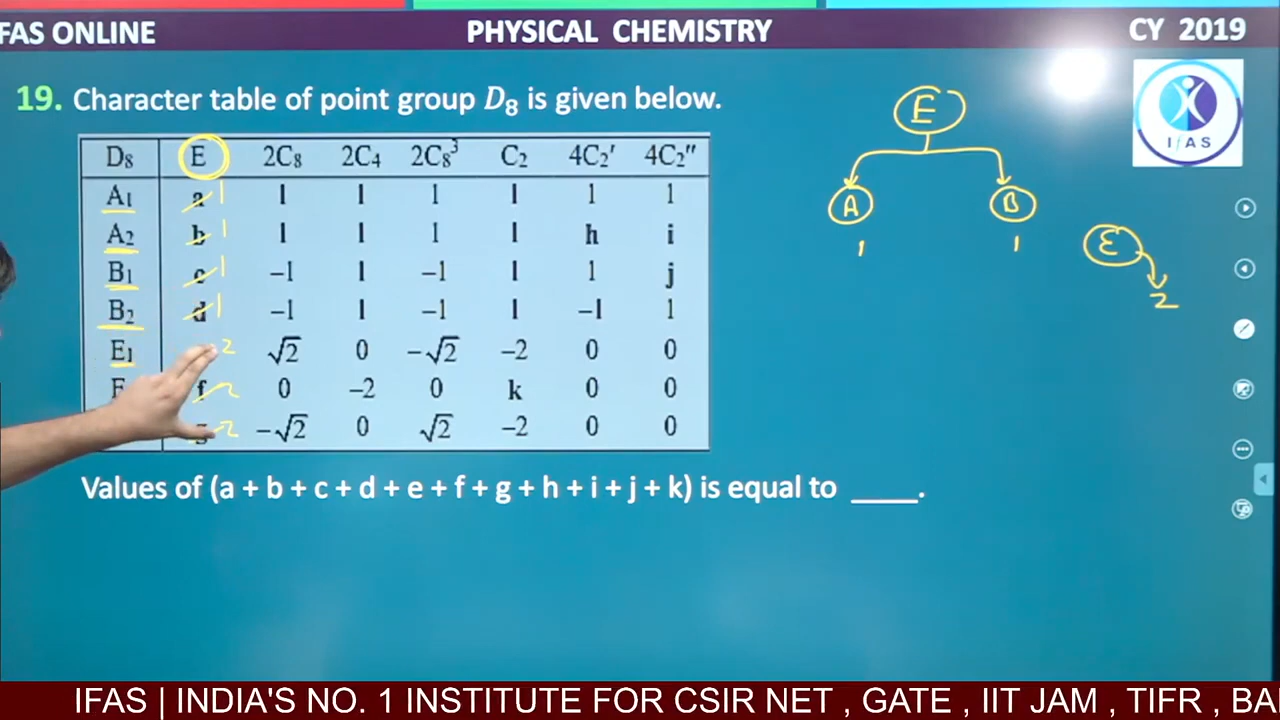 FAS ONLINE PHYSICAL CHEMISTRY CY 2019
19. Character table of point group D₈ is given below.
IfAS
D₈ E 2C₈ 2C₄ 2C₈³ C₂ 4C₂′ 4C₂″
A₁ a 1 1 1 1 1 1 1
A₂ b 1 1 1 1 1 h i
B₁ c 1 −1 1 −1 1 1 j
B₂ d 1 −1 1 −1 1 −1 1
E₁ 2 √2 0 −√2 −2 0 0
f 2 0 −2 0 k 0 0
g 2 −√2 0 √2 −2 0 0
E
A B
1 1
E
2
Values of (a + b + c + d + e + f + g + h + i + j + k) is equal to ____.
IFAS | INDIA'S NO. 1 INSTITUTE FOR CSIR NET , GATE , IIT JAM , TIFR , BA